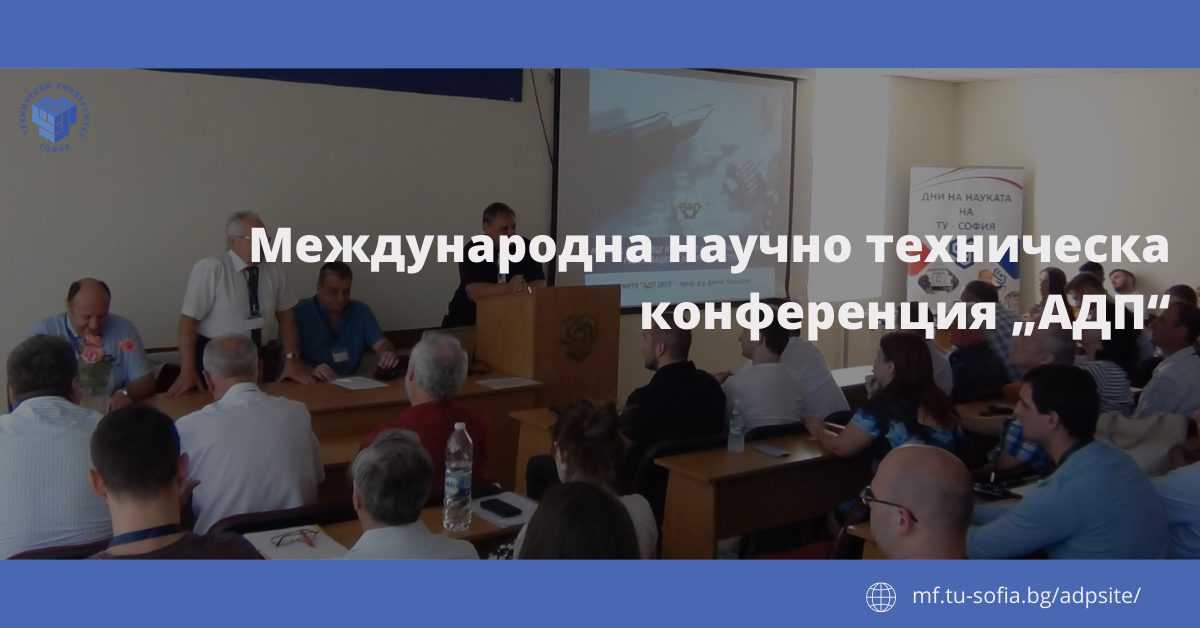 ТЕХНИЧЕСКИ УНИВЕРСИТЕТ
СОФИЯ
ДНИ НА НАУКАТА
НА
ТУ - СОФИЯ
Международна научно техническа
конференция „АДП“
mf.tu-sofia.bg/adpsite/